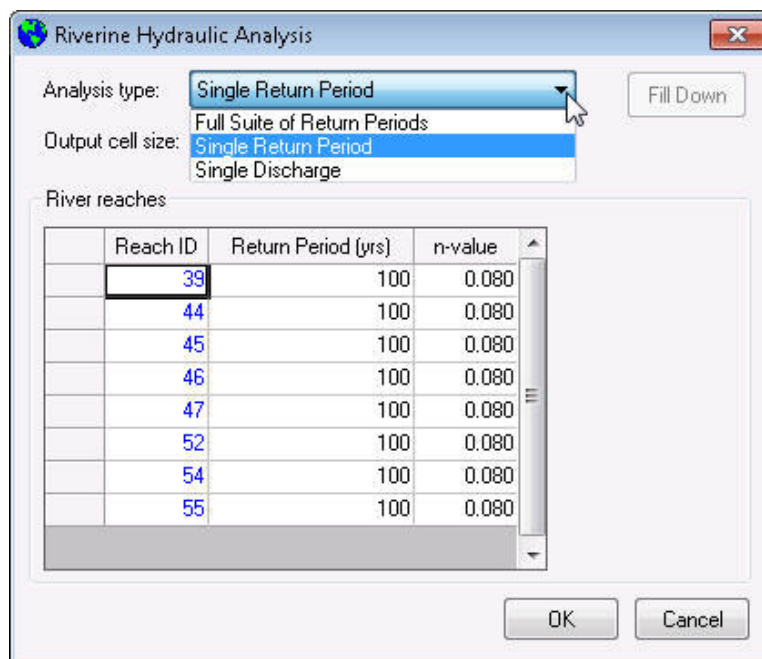 Riverine Hydraulic Analysis
Analysis type: Single Return Period Fill Down
Full Suite of Return Periods
Output cell size: Single Return Period
Single Discharge
River reaches
Reach ID Return Period (yrs) n-value
39 100 0.080
44 100 0.080
45 100 0.080
46 100 0.080
47 100 0.080
52 100 0.080
54 100 0.080
55 100 0.080
OK Cancel